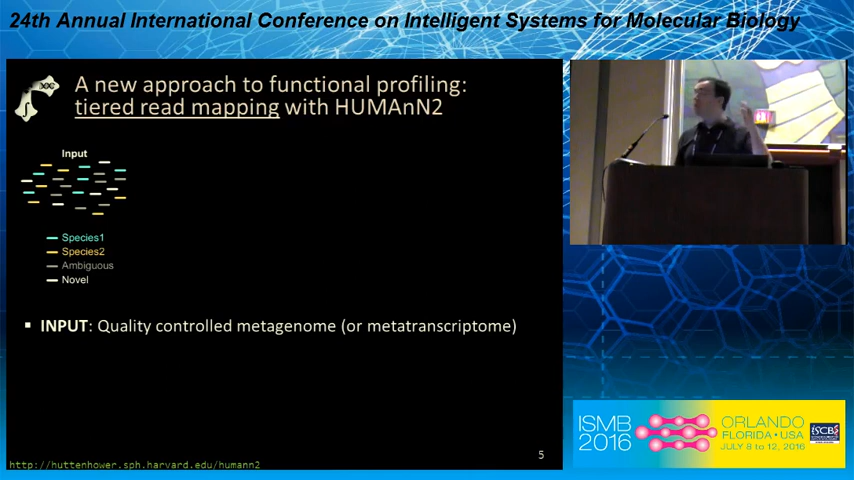 24th Annual International Conference on Intelligent Systems for Molecular Biology
A new approach to functional profiling:
tiered read mapping with HUMAnN2
Input
Species1
Species2
Ambiguous
Novel
▪ INPUT: Quality controlled metagenome (or metatranscriptome)
5
http://huttenhower.sph.harvard.edu/humann2
ISMB
2016
ORLANDO
FLORIDA • USA
JULY 8 to 12, 2016
ISCB